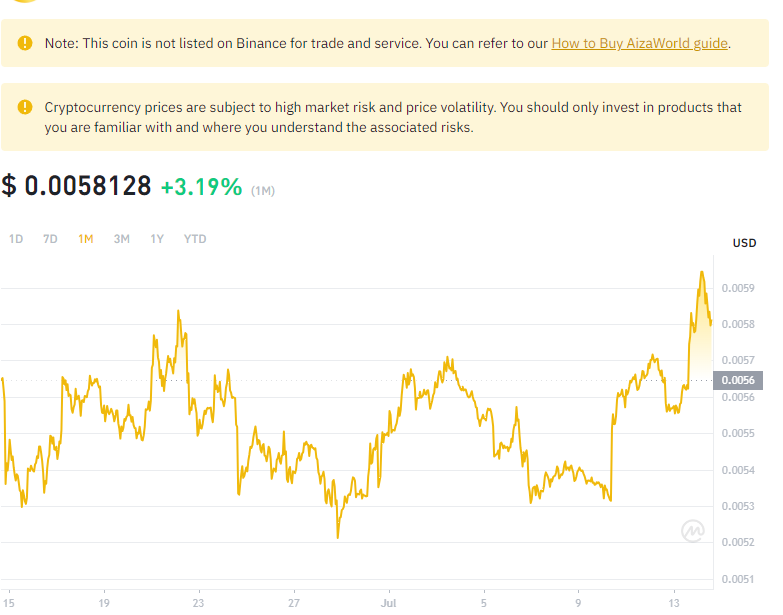 Note: This coin is not listed on Binance for trade and service. You can refer to our How to Buy AizaWorld guide.
Cryptocurrency prices are subject to high market risk and price volatility. You should only invest in products that
you are familiar with and where you understand the associated risks.
$ 0.0058128 +3.19% (1M)
1D 7D 1M 3M 1Y YTD
USD
0.0059
0.0058
0.0057
0.0056
0.0056
0.0055
0.0054
0.0053
0.0052
0.0051
15 19 23 27 Jul 5 9 13